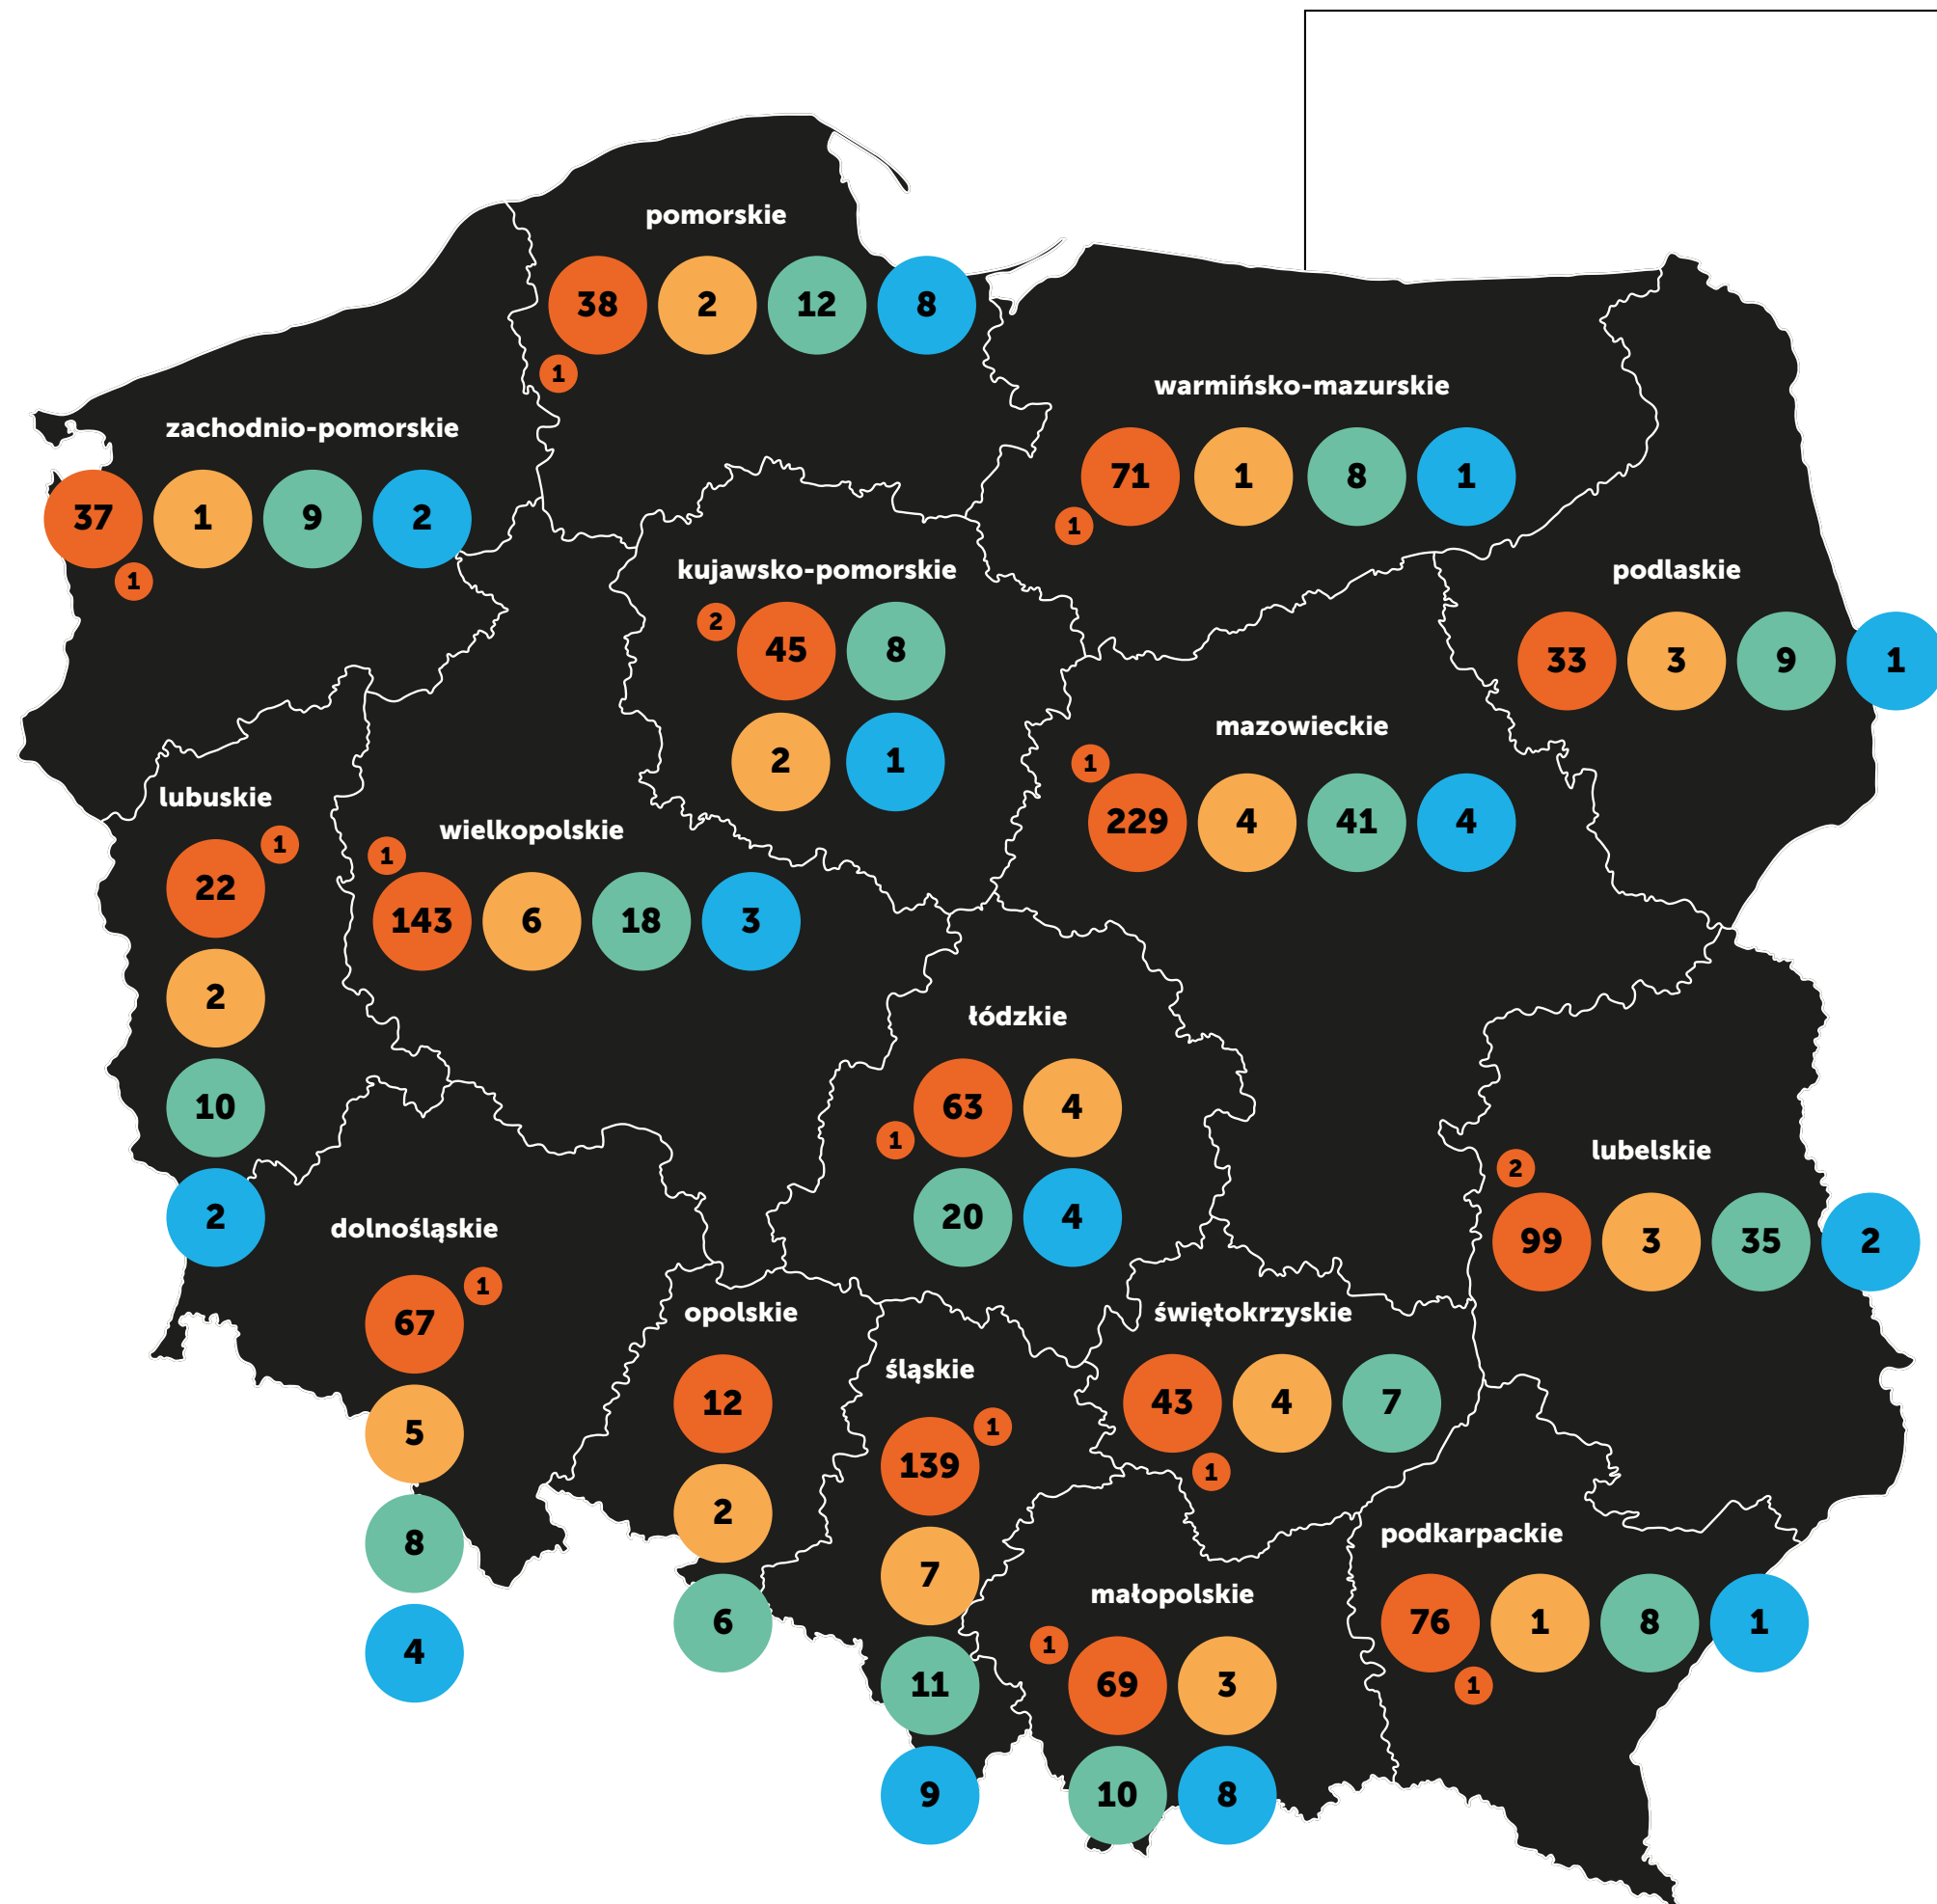 pomorskie
38 2 12 8
1
warmińsko-mazurskie
71 1 8 1
1
zachodnio-pomorskie
37 1 9 2
1
kujawsko-pomorskie
2 45 8
2 1
podlaskie
33 3 9 1
mazowieckie
1
229 4 41 4
lubuskie
1
22
2
10
2
wielkopolskie
1
143 6 18 3
łódzkie
63 4
1
20 4
lubelskie
2
99 3 35 2
dolnośląskie
1
67
5
8
4
opolskie
12
2
6
śląskie
1
139
7
11
9
świętokrzyskie
43 4 7
1
małopolskie
1
69 3
10 8
podkarpackie
76 1 8 1
1